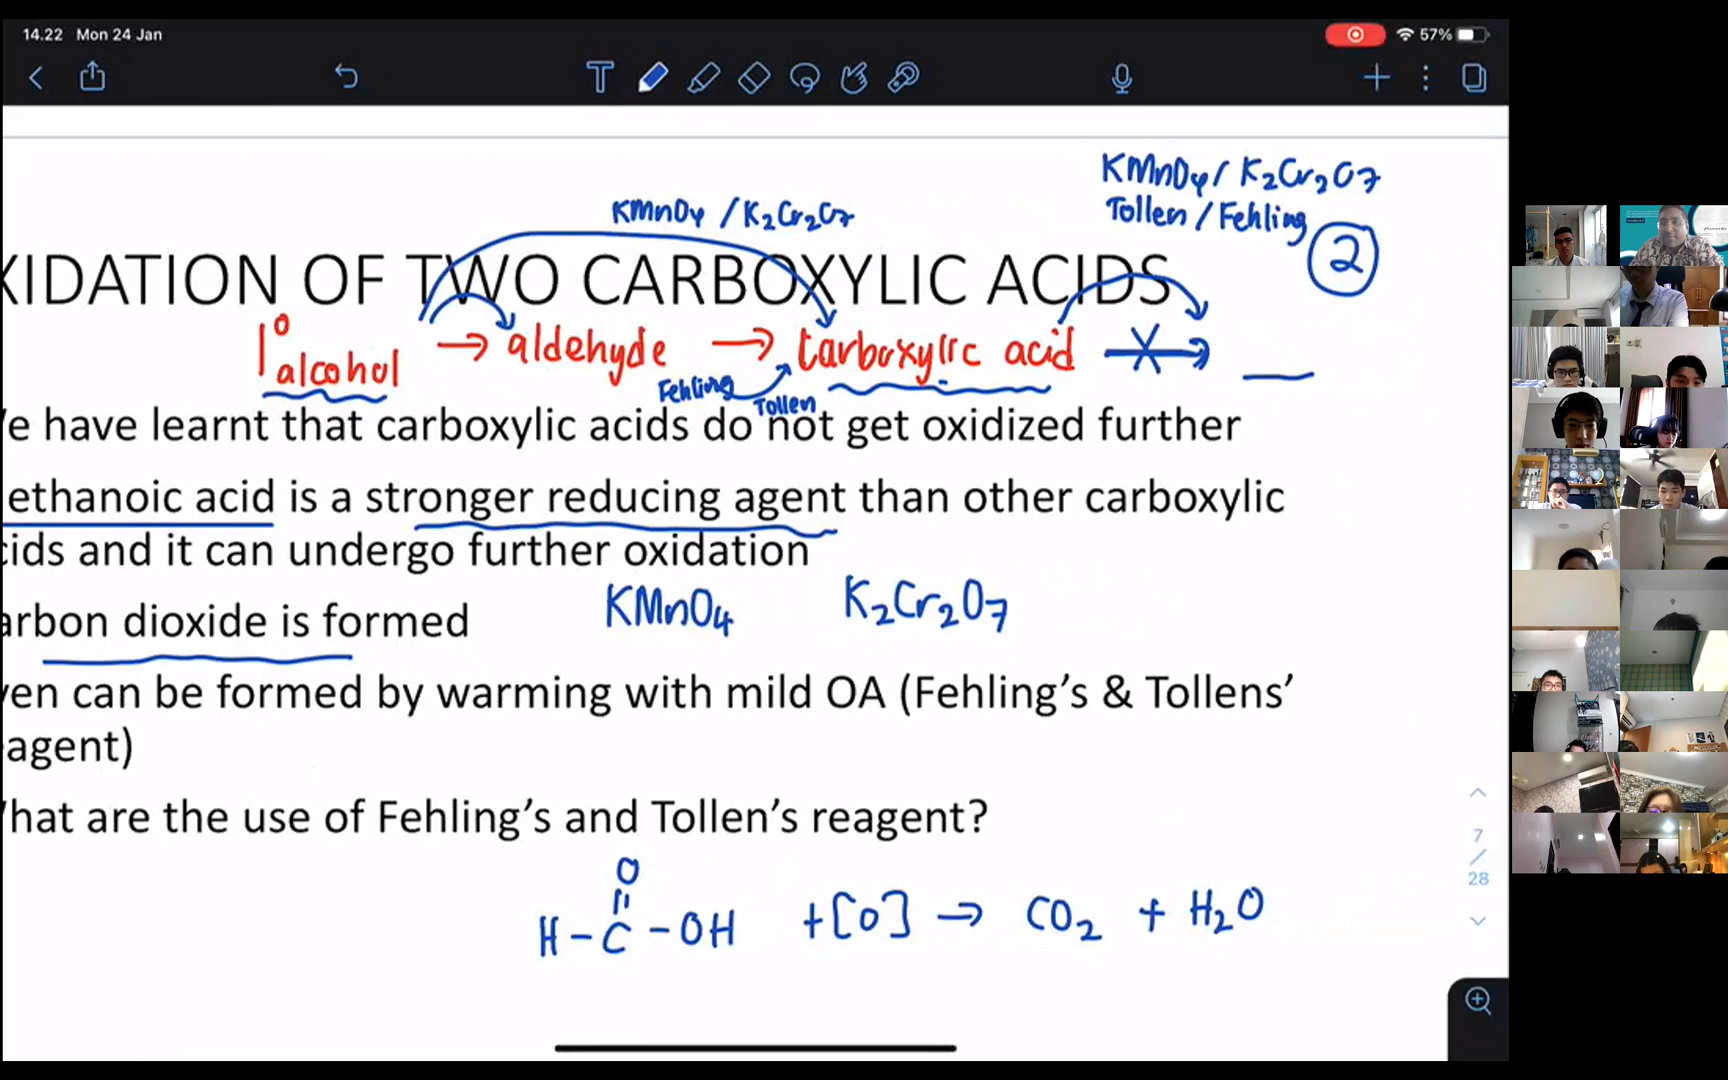 14.22 Mon 24 Jan
57%
KMnO4 / K2Cr2O7
Tollen / Fehling
2
KMnO4 / K2Cr2O7
XIDATION OF TWO CARBOXYLIC ACIDS
1° alcohol → aldehyde → carboxylic acid
Fehling Tollen
e have learnt that carboxylic acids do not get oxidized further
ethanoic acid is a stronger reducing agent than other carboxylic
cids and it can undergo further oxidation
arbon dioxide is formed
KMnO4 K2Cr2O7
ven can be formed by warming with mild OA (Fehling’s & Tollens’
agent)
hat are the use of Fehling’s and Tollen’s reagent?
O
H – C – OH + [O] → CO2 + H2O
7
/
28